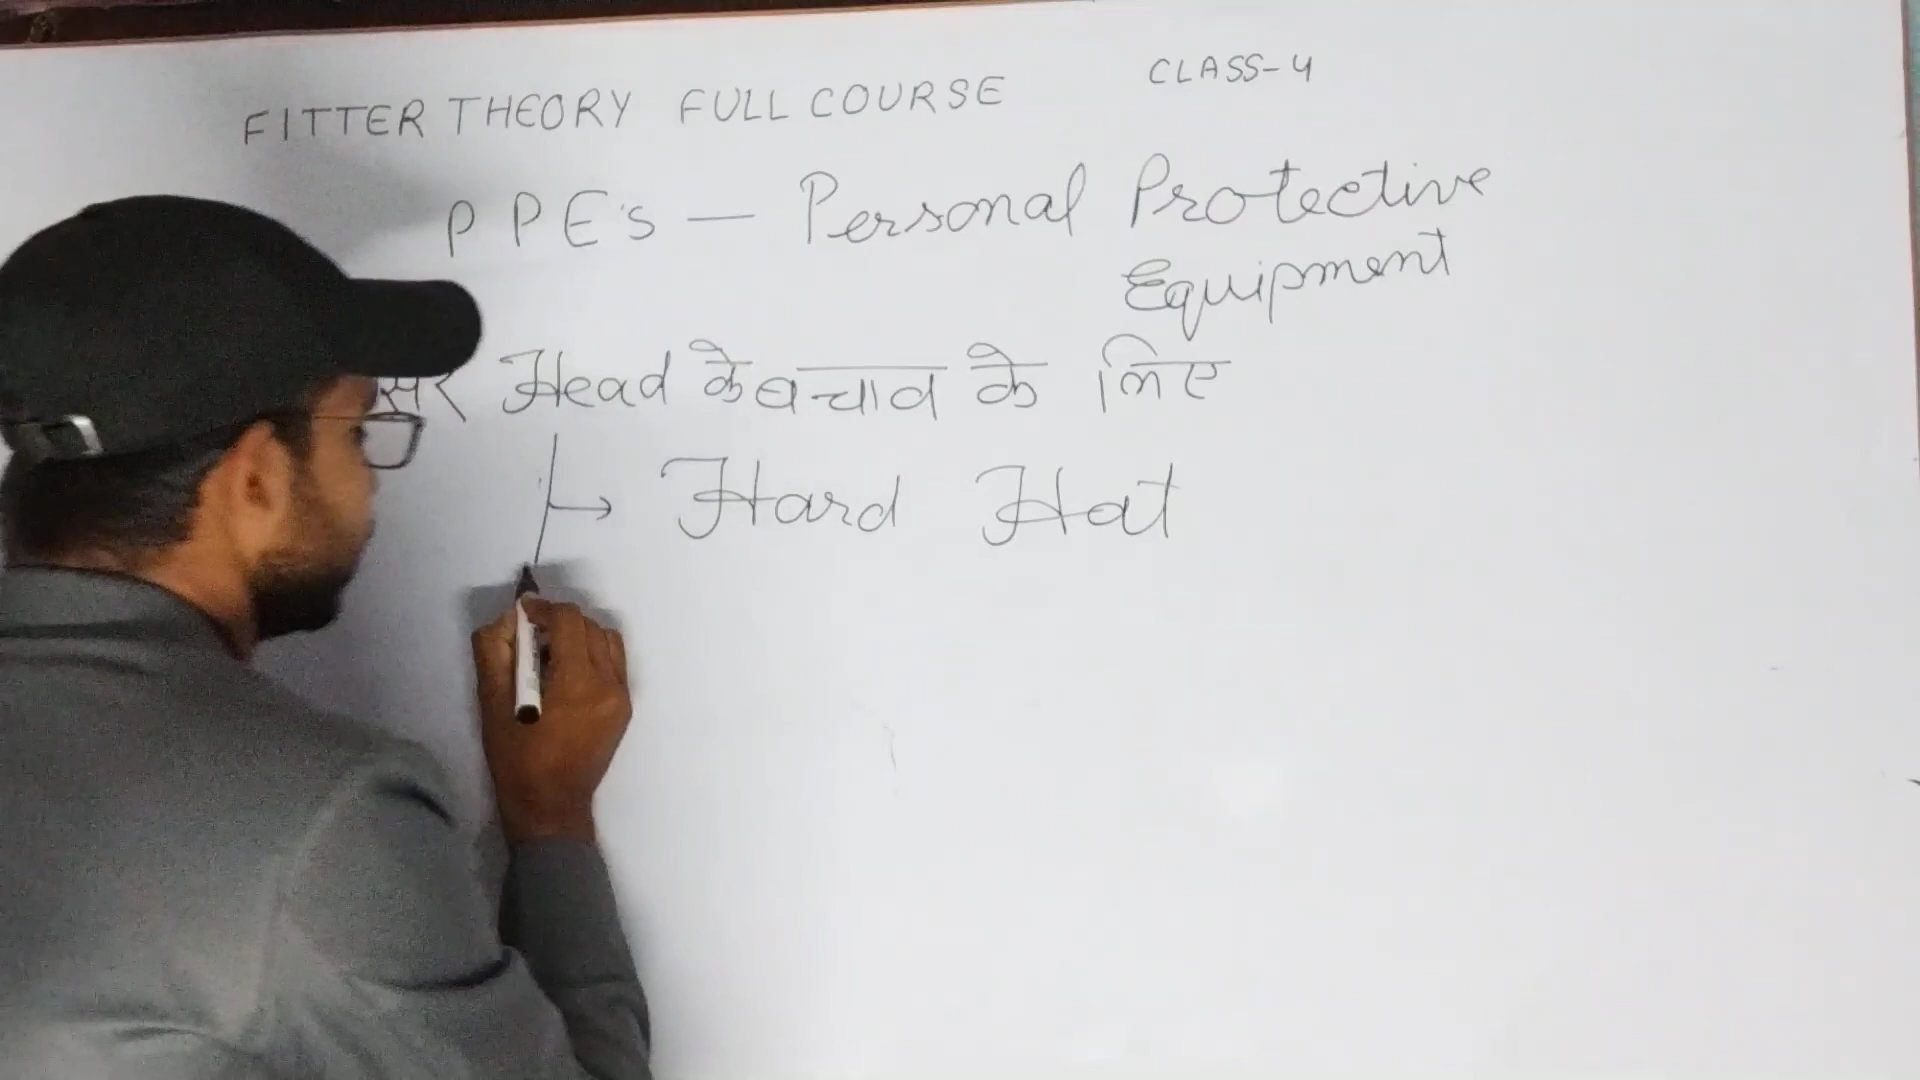 FITTER THEORY FULL COURSE CLASS-4
PPE's — Personal Protective
Equipment
सर Head के बचाव के लिए
→ Hard Hat